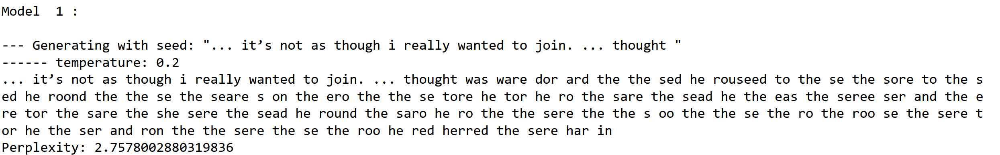 Model  1 :
--- Generating with seed: "... it’s not as though i really wanted to join. ... thought "
------ temperature: 0.2
... it’s not as though i really wanted to join. ... thought was ware dor ard the the sed he rouseed to the se the sore to the s
ed he roond the the se the seare s on the ero the the se tore he tor he ro the sare the sead he the eas the seree ser and the e
re tor the sare the she sere the sead he round the saro he ro the the sere the the s oo the the se the ro the roo se the sere t
or he the ser and ron the the sere the se the roo he red herred the sere har in
Perplexity: 2.7578002880319836